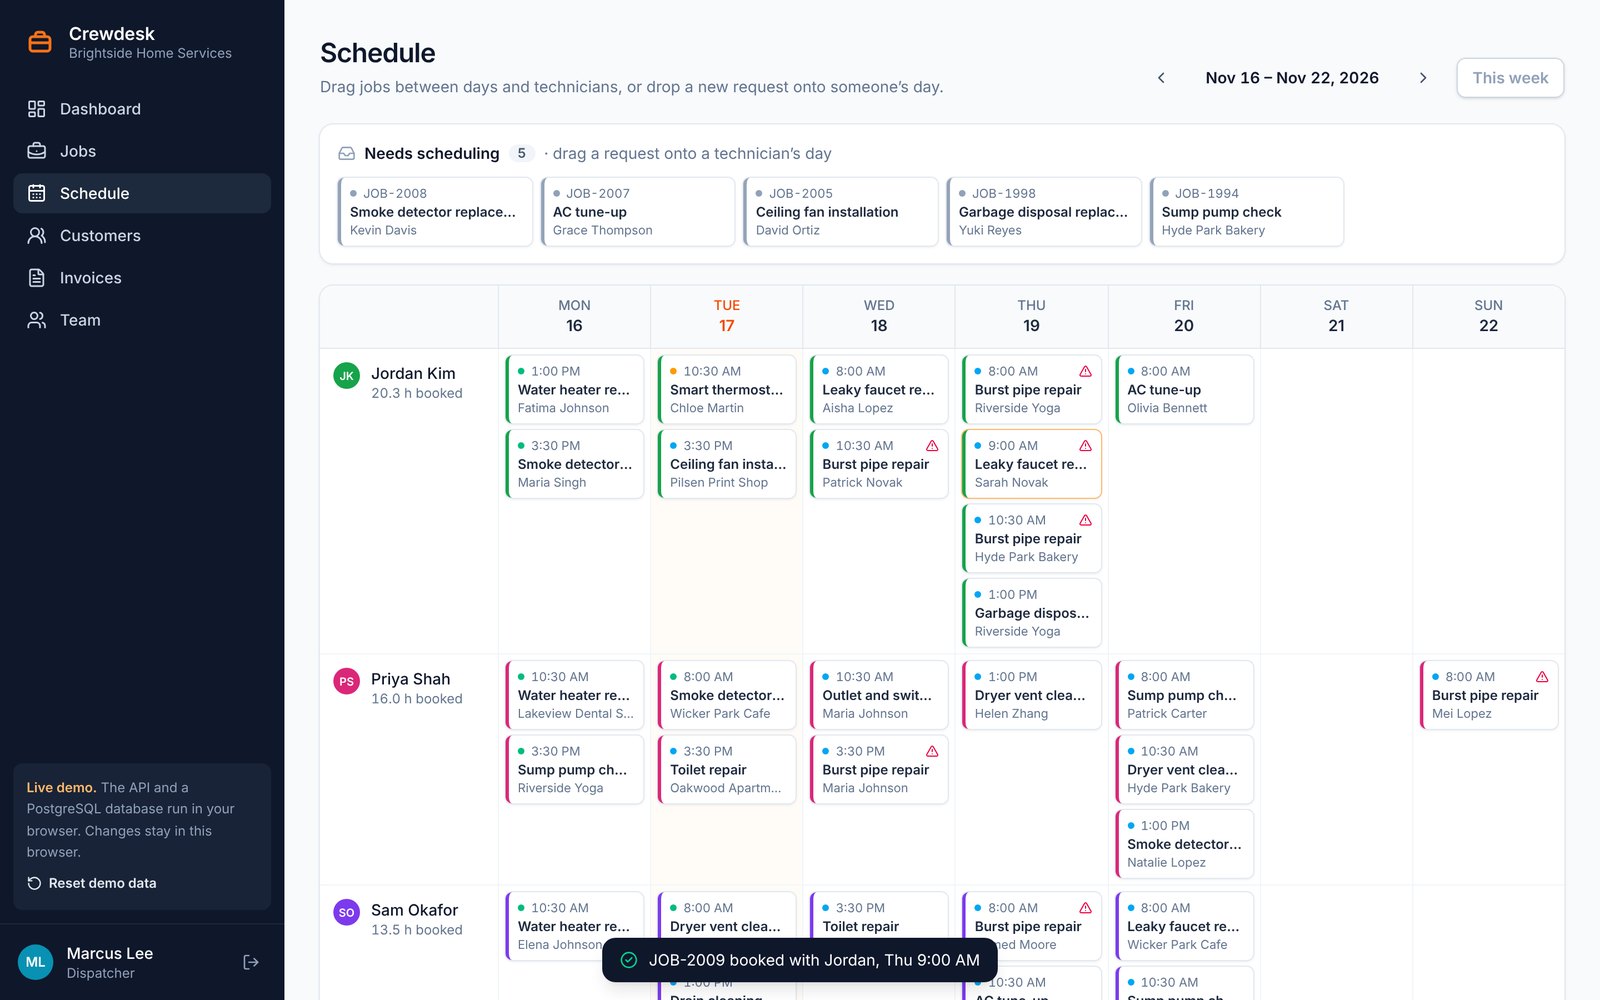 Crewdesk
Brightside Home Services
Dashboard
Jobs
Schedule
Customers
Invoices
Team
Live demo. The API and a
PostgreSQL database run in your
browser. Changes stay in this
browser.
Reset demo data
ML
Marcus Lee
Dispatcher
Schedule
Drag jobs between days and technicians, or drop a new request onto someone's day.
Nov 16 – Nov 22, 2026
This week
Needs scheduling 5 · drag a request onto a technician's day
JOB-2008
Smoke detector replace...
Kevin Davis
JOB-2007
AC tune-up
Grace Thompson
JOB-2005
Ceiling fan installation
David Ortiz
JOB-1998
Garbage disposal replac...
Yuki Reyes
JOB-1994
Sump pump check
Hyde Park Bakery
MON
16
TUE
17
WED
18
THU
19
FRI
20
SAT
21
SUN
22
JK
Jordan Kim
20.3 h booked
1:00 PM
Water heater re...
Fatima Johnson
3:30 PM
Smoke detector...
Maria Singh
10:30 AM
Smart thermost...
Chloe Martin
3:30 PM
Ceiling fan insta...
Pilsen Print Shop
8:00 AM
Leaky faucet re...
Aisha Lopez
10:30 AM
Burst pipe repair
Patrick Novak
8:00 AM
Burst pipe repair
Riverside Yoga
9:00 AM
Leaky faucet re...
Sarah Novak
10:30 AM
Burst pipe repair
Hyde Park Bakery
1:00 PM
Garbage dispos...
Riverside Yoga
8:00 AM
AC tune-up
Olivia Bennett
PS
Priya Shah
16.0 h booked
10:30 AM
Water heater re...
Lakeview Dental S...
3:30 PM
Sump pump ch...
Riverside Yoga
8:00 AM
Smoke detector...
Wicker Park Cafe
3:30 PM
Toilet repair
Oakwood Apartm...
10:30 AM
Outlet and swit...
Maria Johnson
3:30 PM
Burst pipe repair
Maria Johnson
1:00 PM
Dryer vent clea...
Helen Zhang
8:00 AM
Sump pump ch...
Patrick Carter
10:30 AM
Dryer vent clea...
Hyde Park Bakery
1:00 PM
Smoke detector...
Natalie Lopez
8:00 AM
Burst pipe repair
Mei Lopez
SO
Sam Okafor
13.5 h booked
10:30 AM
Water heater re...
Elena Johnson
8:00 AM
Dryer vent clea...
1:00 PM
Drain cleaning
3:30 PM
Toilet repair
8:00 AM
Burst pipe repair
Moore
10:30 AM
AC tune-up
8:00 AM
Leaky faucet re...
Wicker Park Cafe
10:30 AM
Sump pump ch...
JOB-2009 booked with Jordan, Thu 9:00 AM